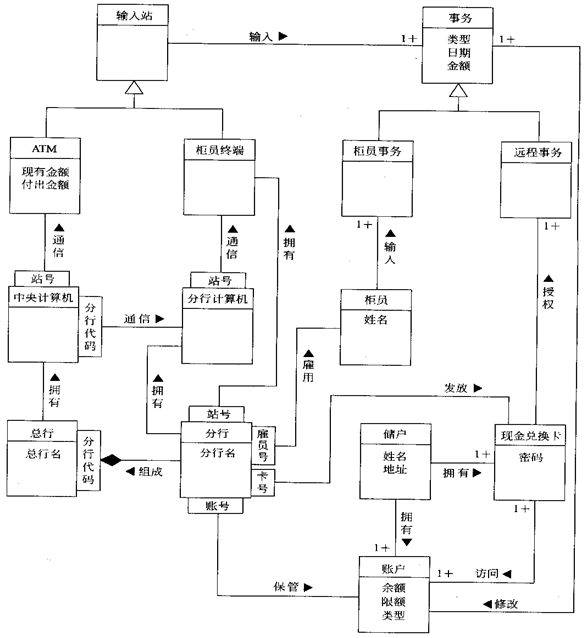 输入站
事务
输入 ▶
1+
类型
日期
金额
1+
ATM
现有金额
付出金额
柜员终端
柜员事务
远程事务
1+
1+
▲通信
▲通信
▲拥有
▲输入
▲授权
站号
中央计算机
分行代码
通信 ▶
站号
分行计算机
柜员
姓名
▲拥有
▲拥有
▲雇用
发放 ▶
总行
总行名
分行代码
◀组成
站号
分行
分行名
雇员号
卡号
账号
储户
姓名
地址
1+
拥有▶
现金兑换卡
密码
1+
拥有▼
1+
保管 ▶
账户
余额
限额
类型
1+
访问◀
◀修改